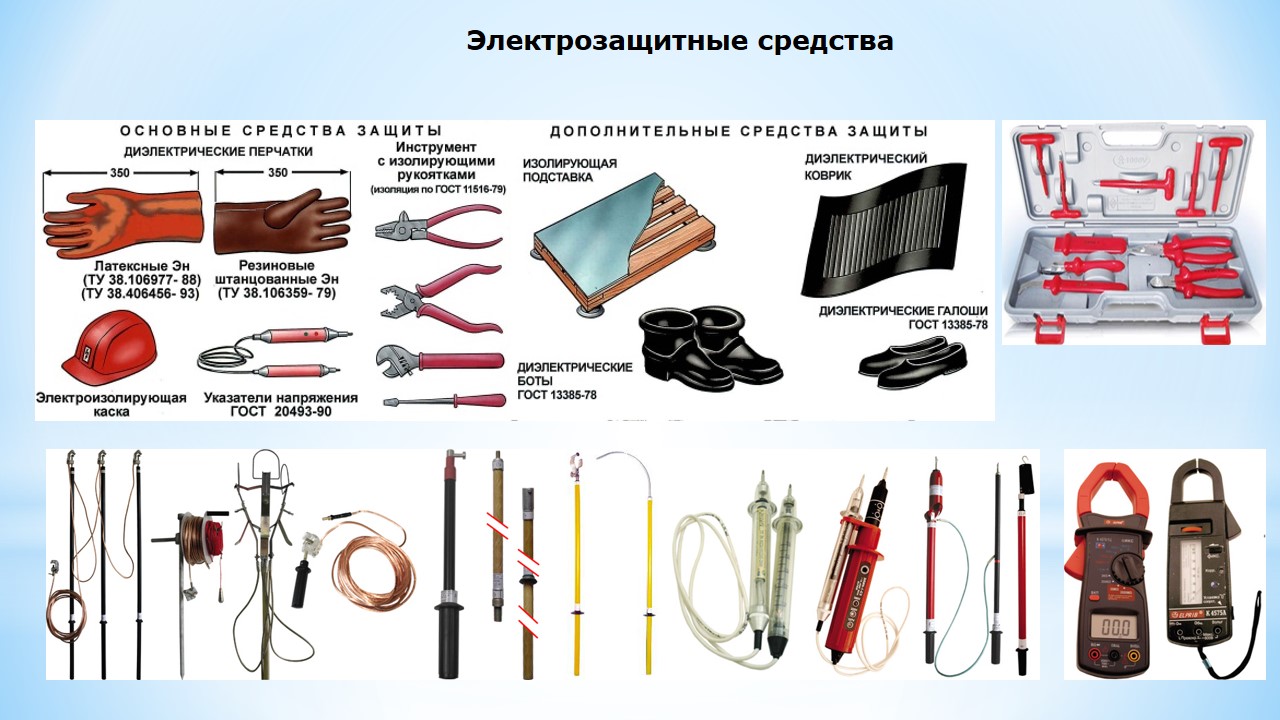 Электрозащитные средства
ОСНОВНЫЕ СРЕДСТВА ЗАЩИТЫ
ДИЭЛЕКТРИЧЕСКИЕ ПЕРЧАТКИ
350
350
Латексные Эн
(ТУ 38.106977- 88)
(ТУ 38.406456- 93)
Резиновые
штанцованные Эн
(ТУ 38.106359- 79)
Инструмент
с изолирующими
рукоятками
(изоляция по ГОСТ 11516-79)
Электроизолирующая
каска
Указатели напряжения
ГОСТ 20493-90
ДОПОЛНИТЕЛЬНЫЕ СРЕДСТВА ЗАЩИТЫ
ИЗОЛИРУЮЩАЯ
ПОДСТАВКА
ДИЭЛЕКТРИЧЕСКИЙ
КОВРИК
ДИЭЛЕКТРИЧЕСКИЕ ГАЛОШИ
ГОСТ 13385-78
ДИЭЛЕКТРИЧЕСКИЕ
БОТЫ
ГОСТ 13385-78
000
ELPRIB K 4575A